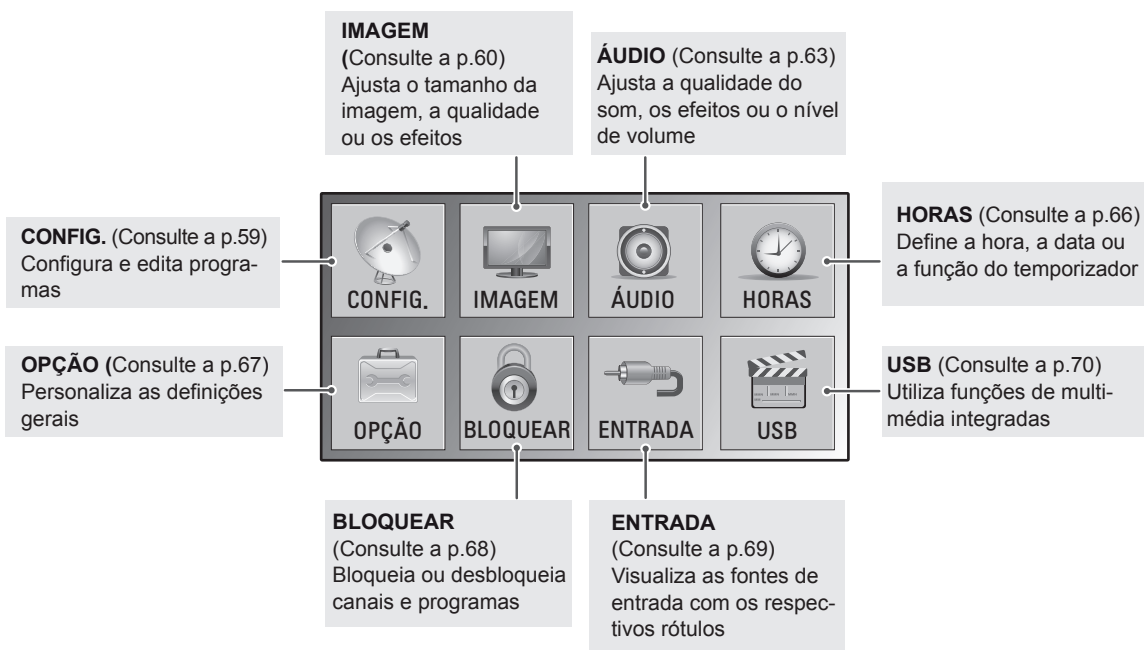 IMAGEM
(Consulte a p.60)
Ajusta o tamanho da
imagem, a qualidade
ou os efeitos
ÁUDIO (Consulte a p.63)
Ajusta a qualidade do
som, os efeitos ou o nível
de volume
CONFIG. (Consulte a p.59)
Configura e edita progra-
mas
HORAS (Consulte a p.66)
Define a hora, a data ou
a função do temporizador
CONFIG.
IMAGEM
ÁUDIO
HORAS
OPÇÃO (Consulte a p.67)
Personaliza as definições
gerais
USB (Consulte a p.70)
Utiliza funções de multi-
média integradas
OPÇÃO
BLOQUEAR
ENTRADA
USB
BLOQUEAR
(Consulte a p.68)
Bloqueia ou desbloqueia
canais e programas
ENTRADA
(Consulte a p.69)
Visualiza as fontes de
entrada com os respec-
tivos rótulos